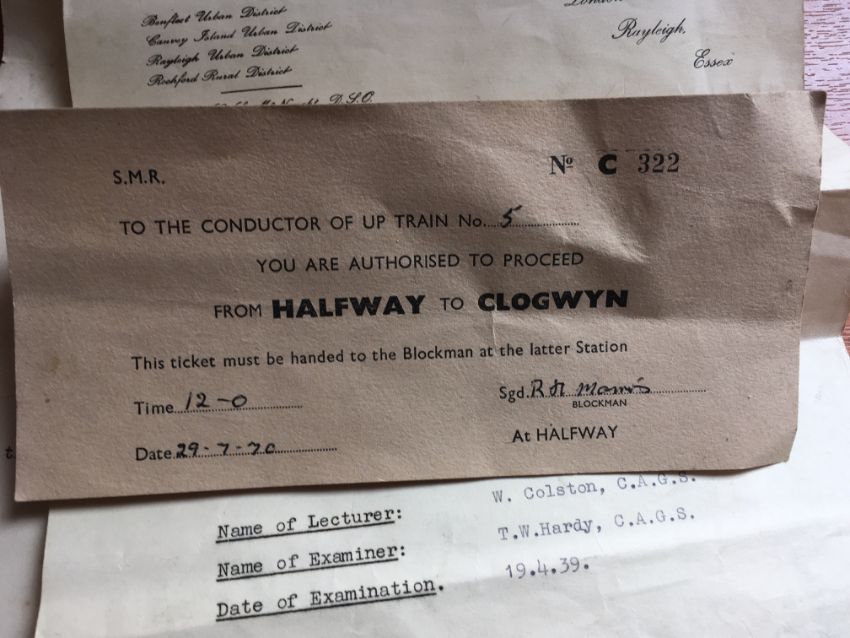 London
Benfleet Urban District
Canvey Island Urban District
Rayleigh Urban District
Rochford Rural District
Rayleigh,
Essex
D.S.O.
S.M.R.
No C 322
TO THE CONDUCTOR OF UP TRAIN No. 5
YOU ARE AUTHORISED TO PROCEED
FROM HALFWAY TO CLOGWYN
This ticket must be handed to the Blockman at the latter Station
Time 12-0
Sgd. R H Morris
BLOCKMAN
Date 29-7-70
At HALFWAY
Name of Lecturer: W. Colston, C.A.G.S.
Name of Examiner: T.W.Hardy, C.A.G.S.
Date of Examination. 19.4.39.